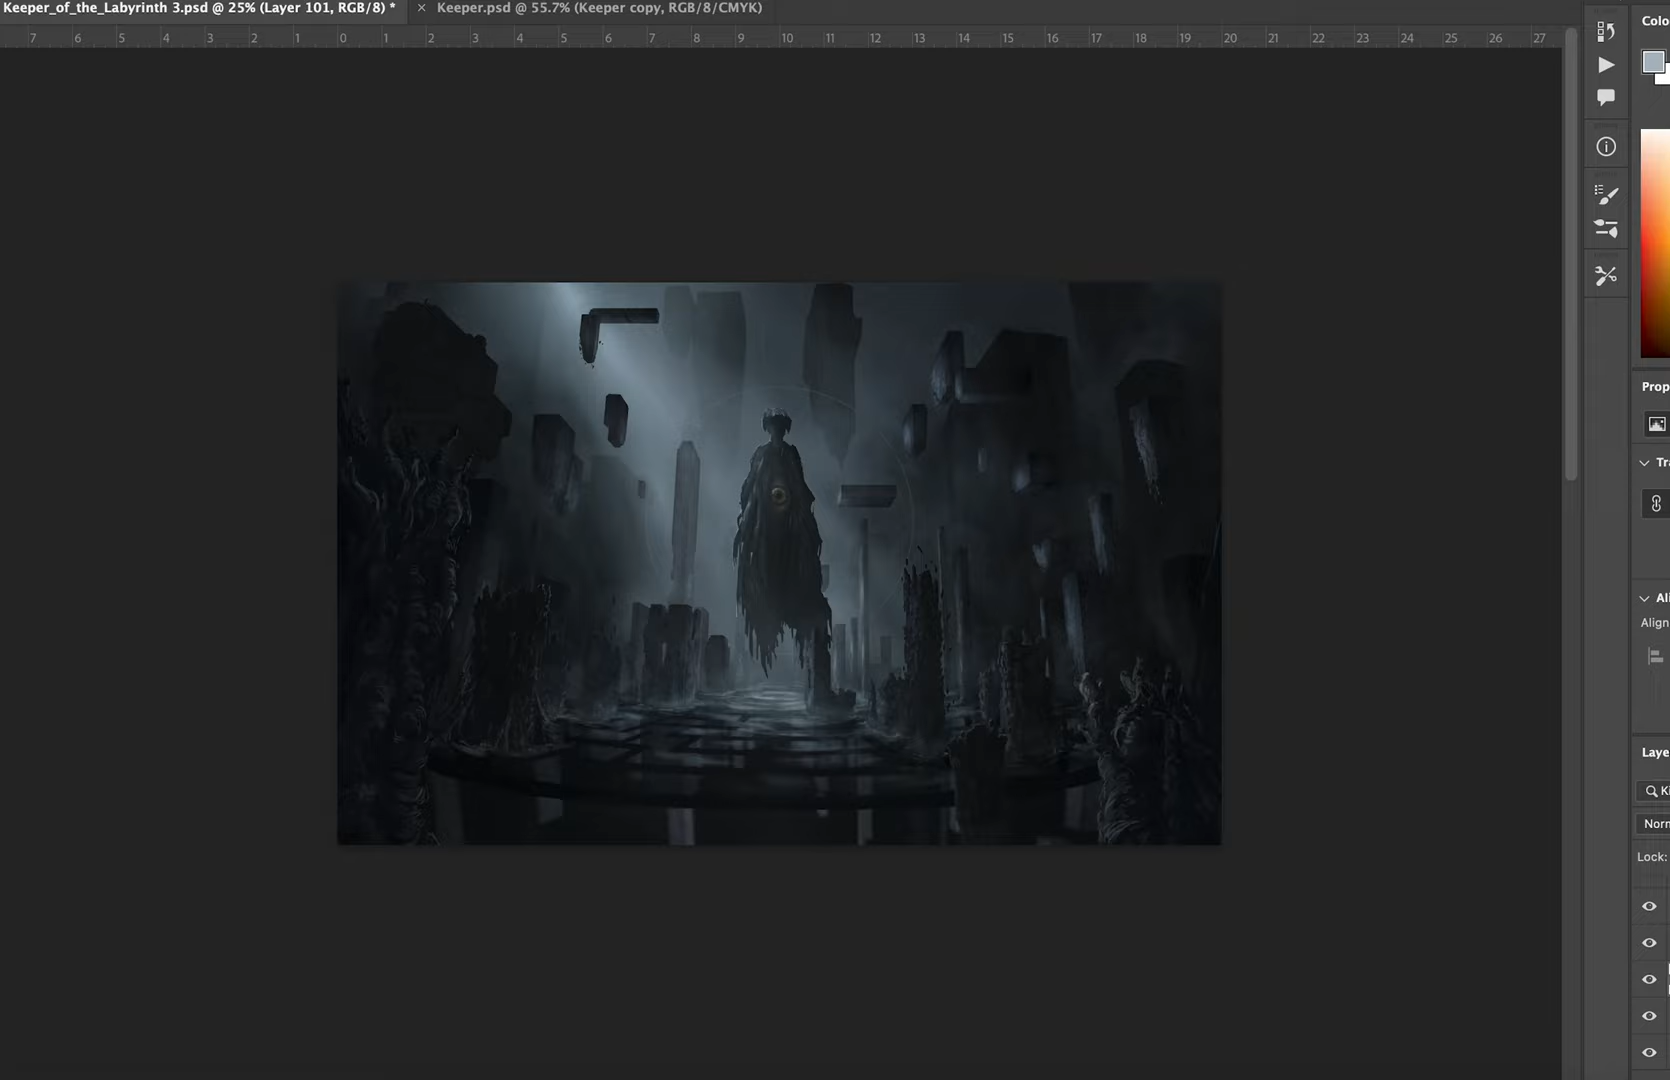 Keeper_of_the_Labyrinth 3.psd @ 25% (Layer 101, RGB/8) *
× Keeper.psd @ 55.7% (Keeper copy, RGB/8/CMYK)
7 6 5 4 3 2 1 0 1 2 3 4 5 6 7 8 9 10 11 12 13 14 15 16 17 18 19 20 21 22 23 24 25 26 27
Colo
Prop
Tra
Ali
Align
Laye
Ki
Norn
Lock: